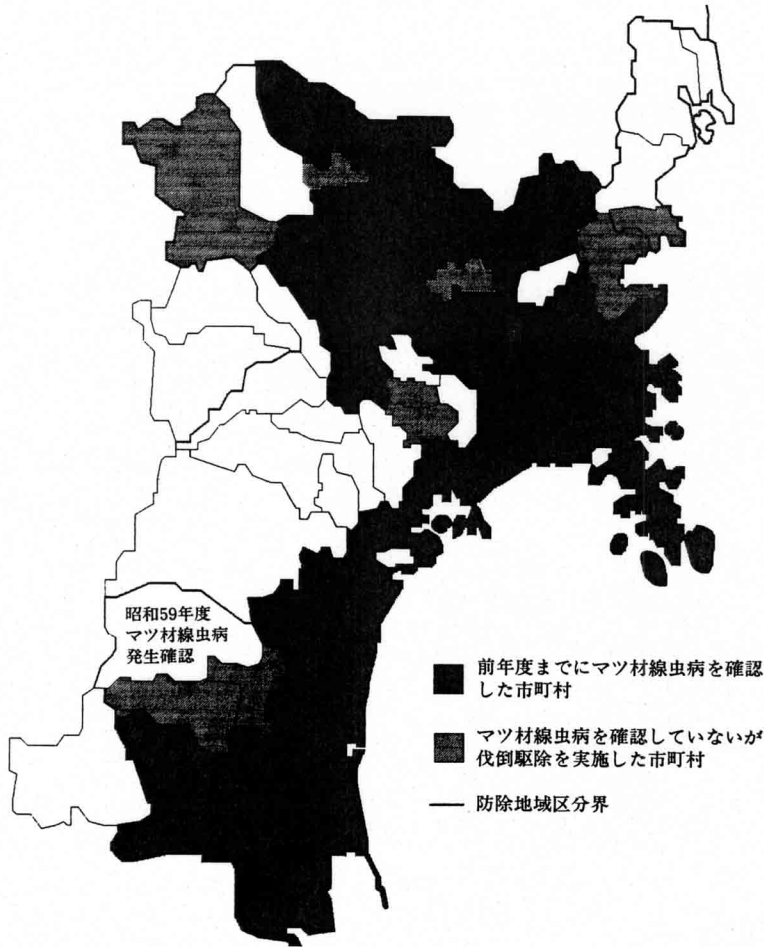 昭和59年度
マツ材線虫病
発生確認
前年度までにマツ材線虫病を確認
した市町村
マツ材線虫病を確認していないが
伐倒駆除を実施した市町村
防除地域区分界